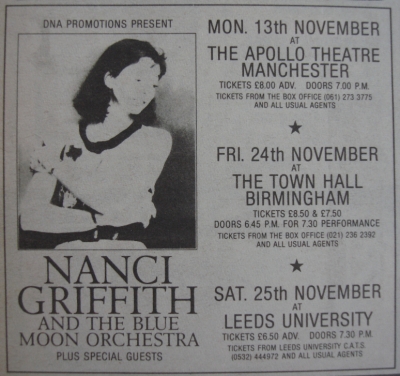 DNA PROMOTIONS PRESENT
NANCI
GRIFFITH
AND THE BLUE
MOON ORCHESTRA
PLUS SPECIAL GUESTS
MON. 13th NOVEMBER
at
THE APOLLO THEATRE
MANCHESTER
TICKETS £8.00 ADV. DOORS 7.00 P.M.
TICKETS FROM THE BOX OFFICE (061) 273 3775
AND ALL USUAL AGENTS
★
FRI. 24th NOVEMBER
at
THE TOWN HALL
BIRMINGHAM
TICKETS £8.50 & £7.50
DOORS 6.45 P.M. FOR 7.30 PERFORMANCE
TICKETS FROM THE BOX OFFICE (021) 236 2392
and ALL USUAL AGENTS
★
SAT. 25th NOVEMBER
at
LEEDS UNIVERSITY
TICKETS £6.50 ADV. DOORS 7.30 P.M.
TICKETS FROM LEEDS UNIVERSITY C.A.T.S.
(0532) 444972 AND ALL USUAL AGENTS